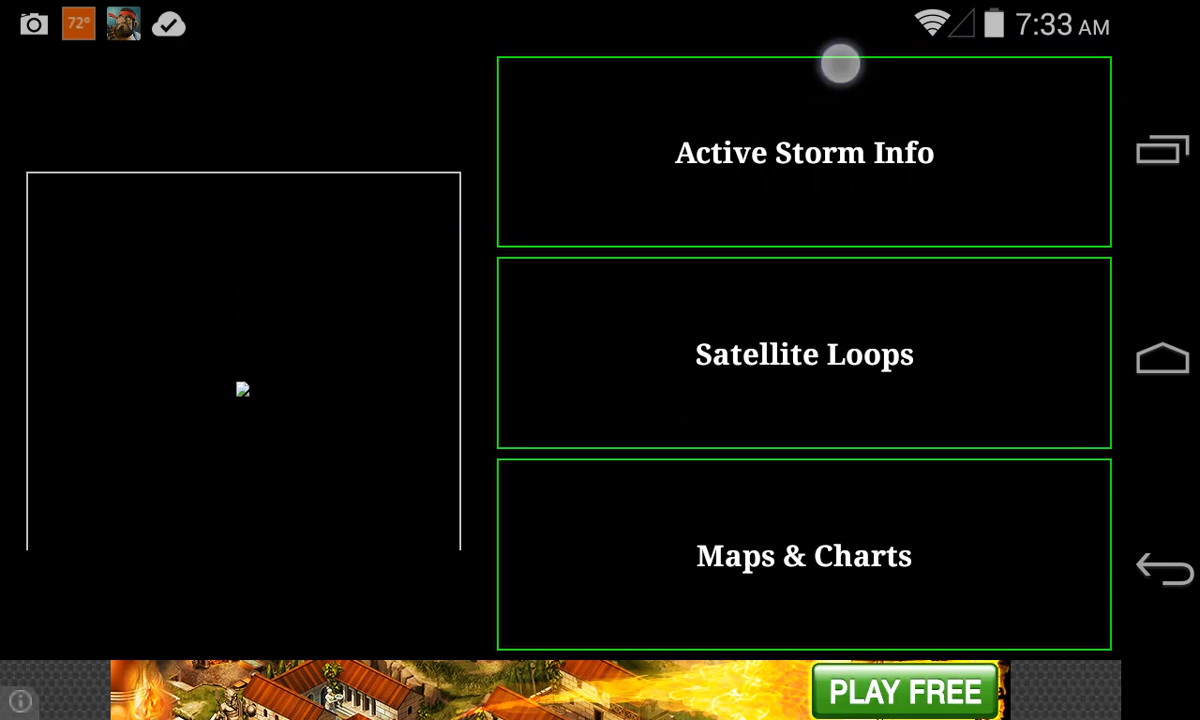 72°
7:33 AM
Active Storm Info
Satellite Loops
Maps & Charts
PLAY FREE